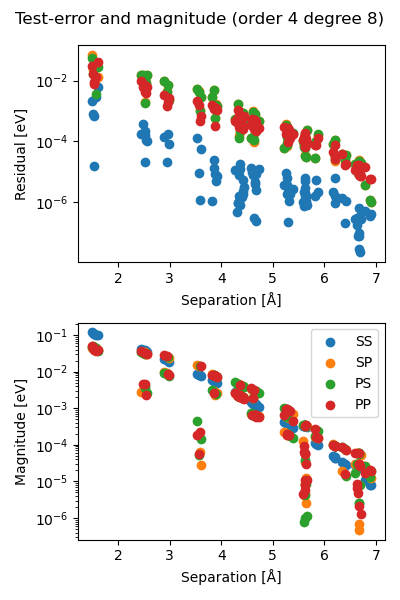 Test-error and magnitude (order 4 degree 8)
Residual [eV]
10⁻²
10⁻⁴
10⁻⁶
2 3 4 5 6 7
Separation [Å]
Magnitude [eV]
10⁻¹
10⁻²
10⁻³
10⁻⁴
10⁻⁵
10⁻⁶
SS
SP
PS
PP
2 3 4 5 6 7
Separation [Å]